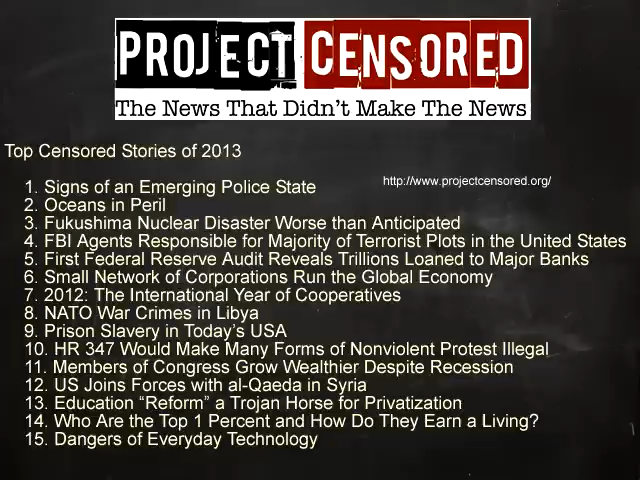 PROJECT CENSORED
The News That Didn't Make The News
Top Censored Stories of 2013
http://www.projectcensored.org/
1. Signs of an Emerging Police State
2. Oceans in Peril
3. Fukushima Nuclear Disaster Worse than Anticipated
4. FBI Agents Responsible for Majority of Terrorist Plots in the United States
5. First Federal Reserve Audit Reveals Trillions Loaned to Major Banks
6. Small Network of Corporations Run the Global Economy
7. 2012: The International Year of Cooperatives
8. NATO War Crimes in Libya
9. Prison Slavery in Today's USA
10. HR 347 Would Make Many Forms of Nonviolent Protest Illegal
11. Members of Congress Grow Wealthier Despite Recession
12. US Joins Forces with al-Qaeda in Syria
13. Education “Reform” a Trojan Horse for Privatization
14. Who Are the Top 1 Percent and How Do They Earn a Living?
15. Dangers of Everyday Technology